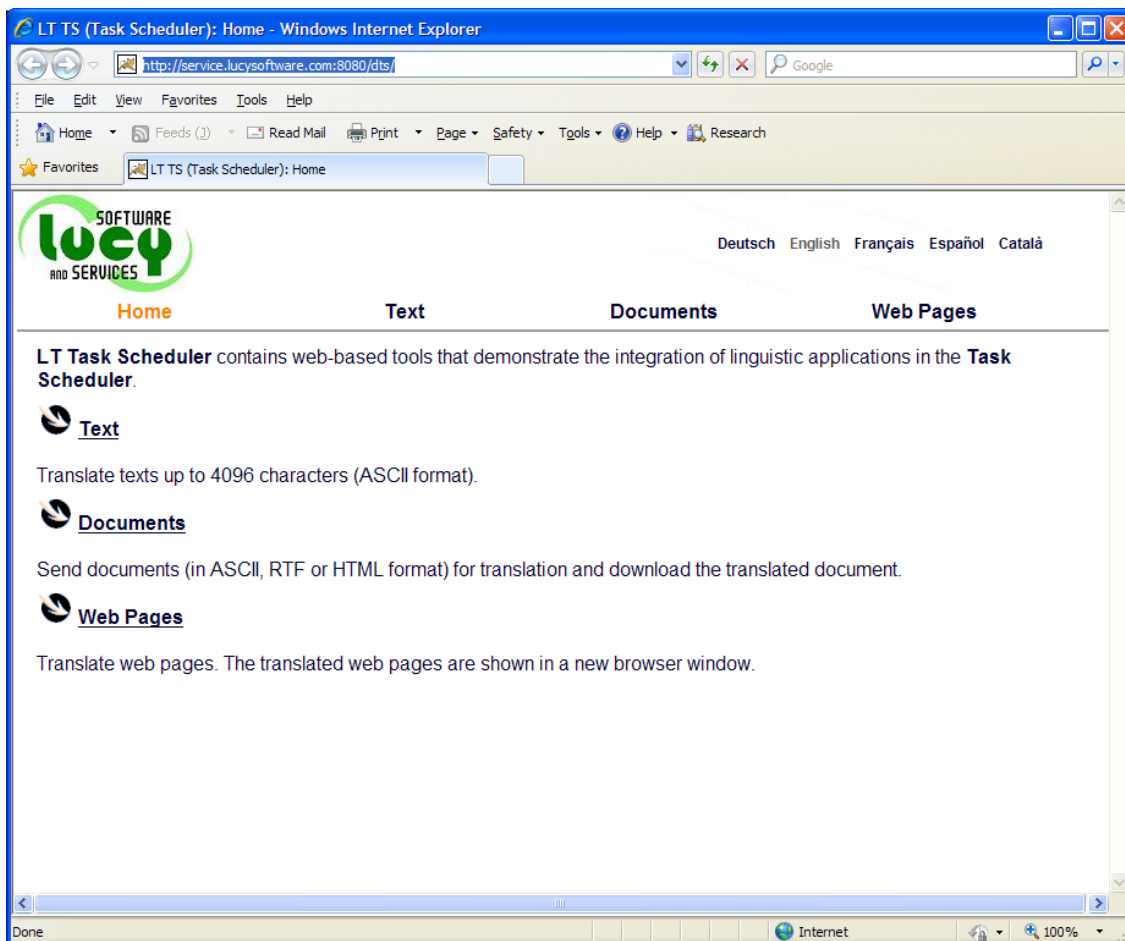 LT TS (Task Scheduler): Home - Windows Internet Explorer
http://service.lucysoftware.com:8080/dts/
Google
File Edit View Favorites Tools Help
Home Feeds (J) Read Mail Print Page Safety Tools Help Research
Favorites LT TS (Task Scheduler): Home
SOFTWARE
lucy
AND SERVICES
Deutsch English Français Español Català
Home Text Documents Web Pages
LT Task Scheduler contains web-based tools that demonstrate the integration of linguistic applications in the Task
Scheduler.
Text
Translate texts up to 4096 characters (ASCII format).
Documents
Send documents (in ASCII, RTF or HTML format) for translation and download the translated document.
Web Pages
Translate web pages. The translated web pages are shown in a new browser window.
Done Internet 100%